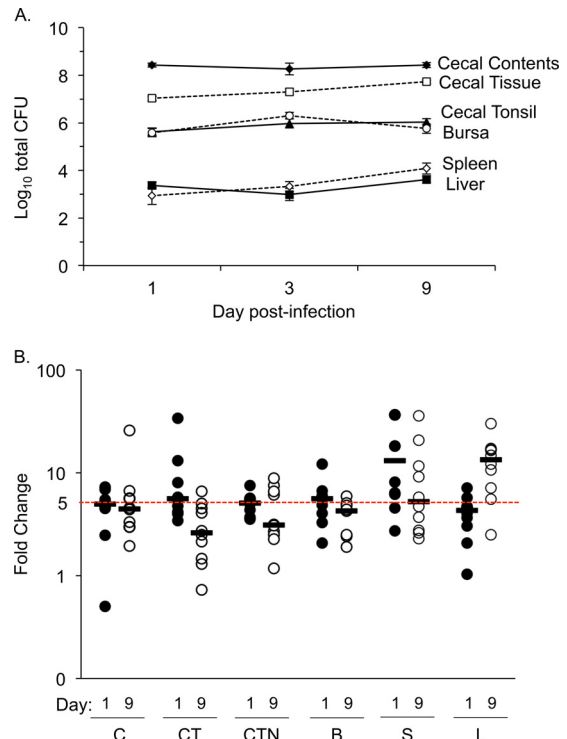 A.
10
8
6
4
2
0
Log10 total CFU
Cecal Contents
Cecal Tissue
Cecal Tonsil
Bursa
Spleen
Liver
1 3 9
Day post-infection
B.
100
10
5
1
0
Fold Change
Day: 1 9 1 9 1 9 1 9 1 9 1 9
C CT CTN B S L